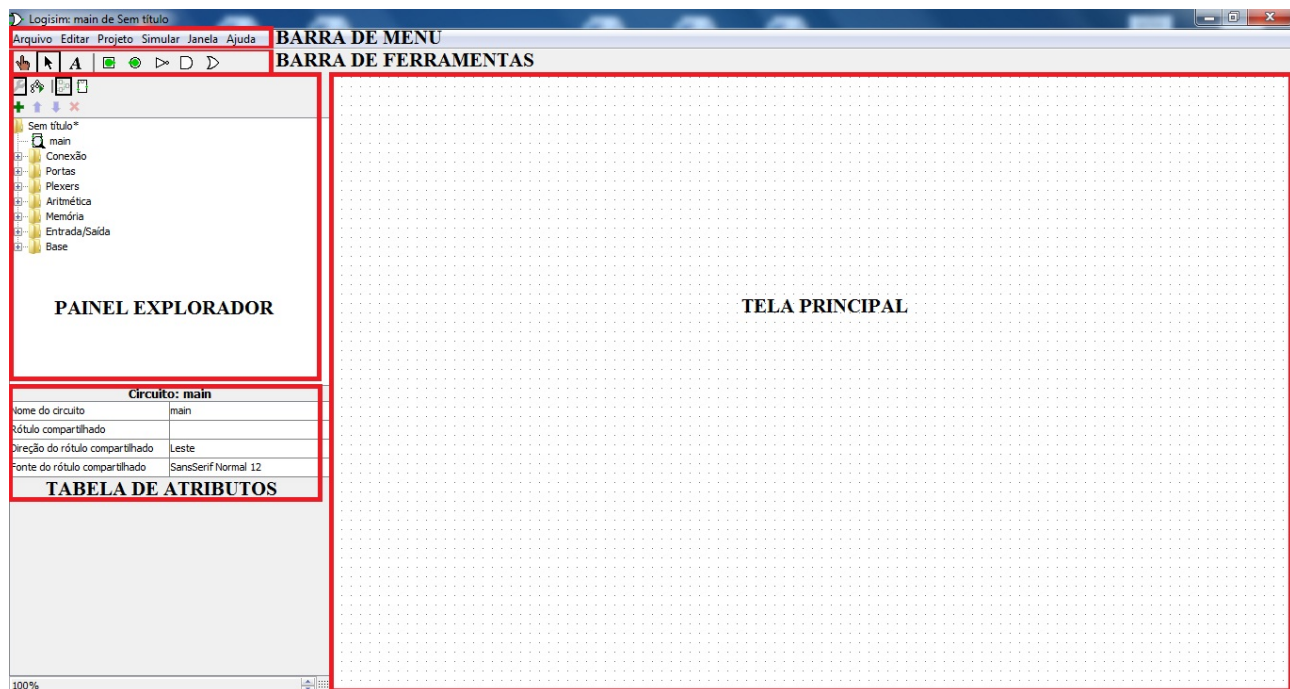 Logisim: main de Sem título
Arquivo Editar Projeto Simular Janela Ajuda
BARRA DE MENU
A
BARRA DE FERRAMENTAS
Sem título*
main
Conexão
Portas
Plexers
Aritmética
Memória
Entrada/Saída
Base
PAINEL EXPLORADOR
TELA PRINCIPAL
Circuito: main
Nome do circuito main
Rótulo compartilhado
Direção do rótulo compartilhado Leste
Fonte do rótulo compartilhado SansSerif Normal 12
TABELA DE ATRIBUTOS
100%